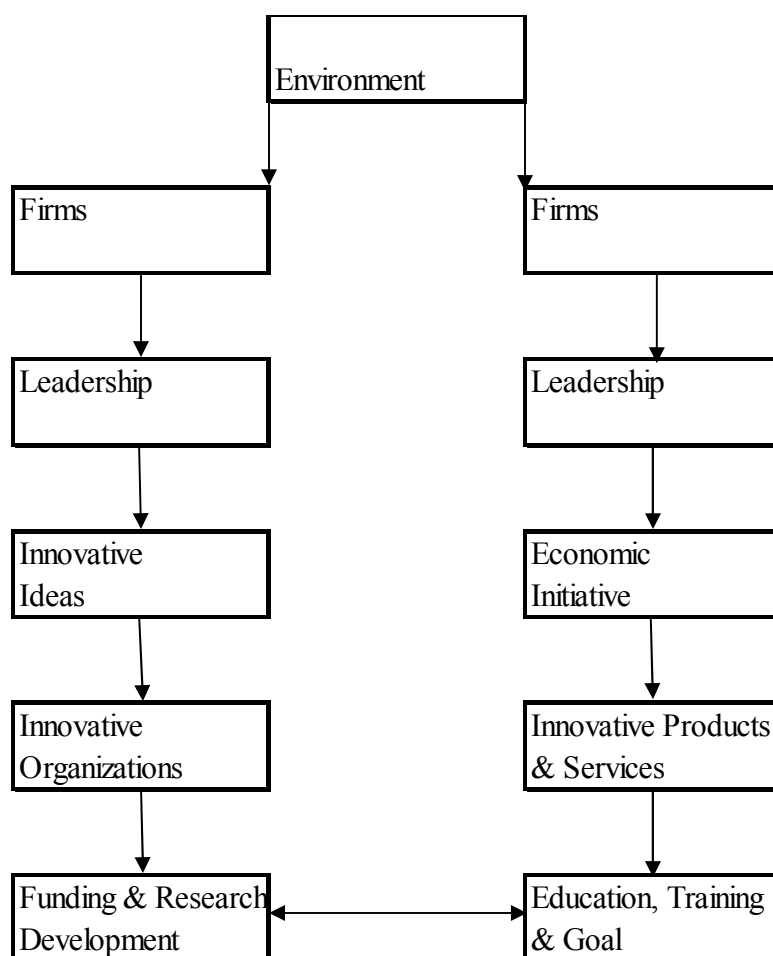 Environment
Firms
Firms
Leadership
Leadership
Innovative
Ideas
Economic
Initiative
Innovative
Organizations
Innovative Products
& Services
Funding & Research
Development
Education, Training
& Goal